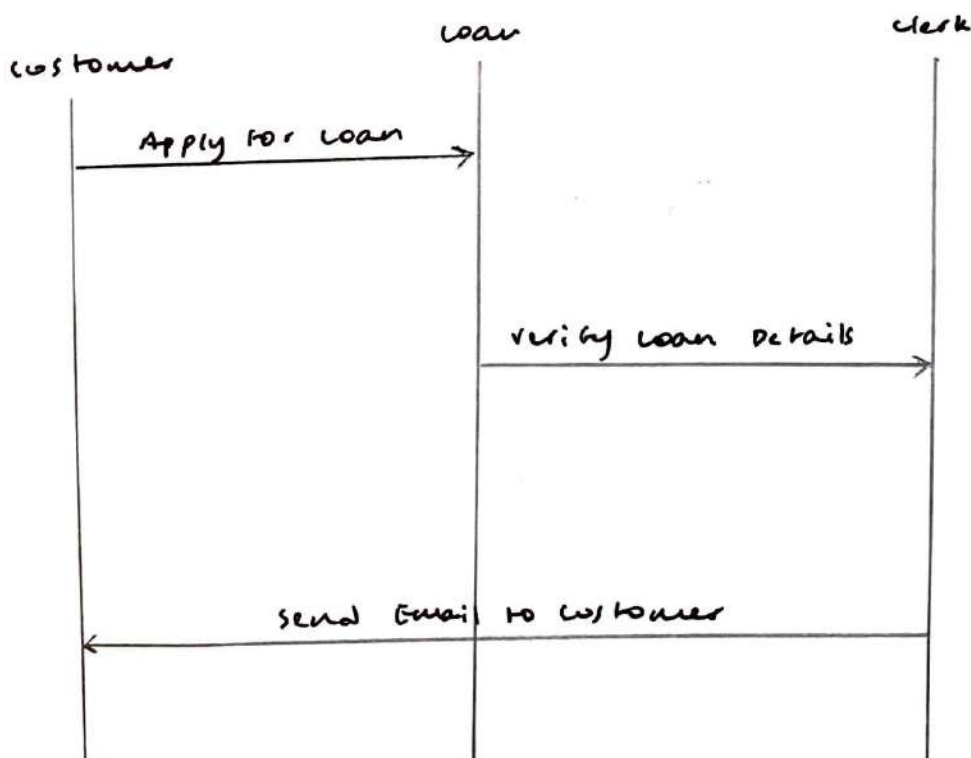 customer
Loan
clerk
Apply for Loan
Verify Loan Details
Send Email to customer